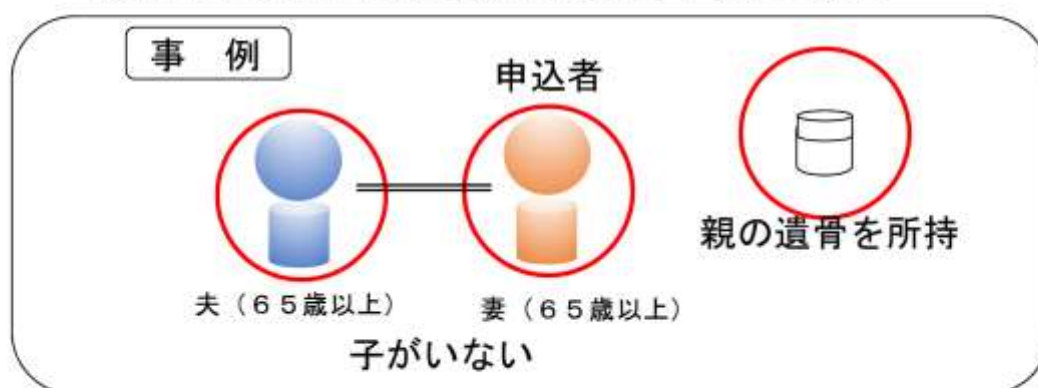 事 例
申込者
親の遺骨を所持
夫（６５歳以上）
妻（６５歳以上）
子がいない